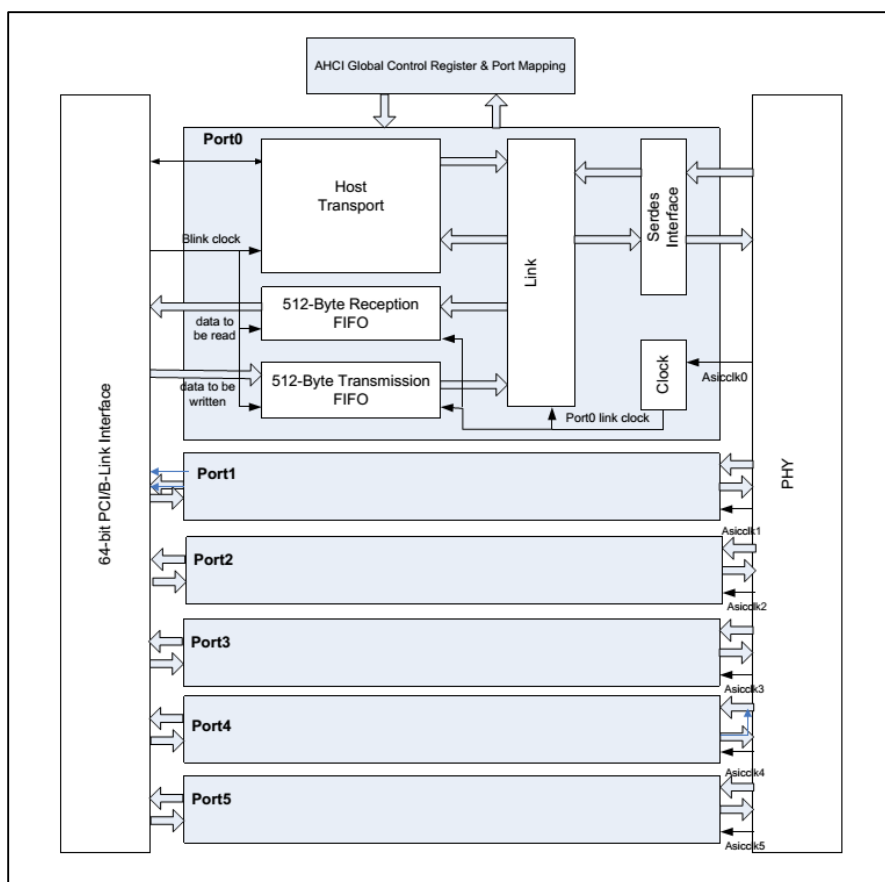 AHCI Global Control Register & Port Mapping
64-bit PCI/B-Link Interface
PHY
Port0
Host
Transport
Link
Serdes
Interface
Blink clock
512-Byte Reception
FIFO
data to
be read
512-Byte Transmission
FIFO
data to be
written
Clock
Asicclk0
Port0 link clock
Port1
Asicclk1
Port2
Asicclk2
Port3
Asicclk3
Port4
Asicclk4
Port5
Asicclk5